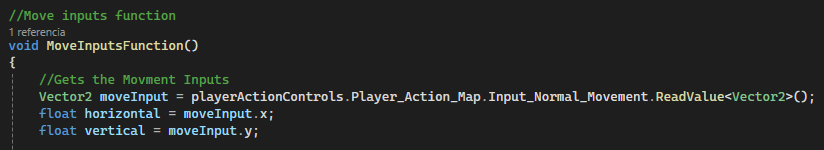 //Move inputs function
1 referencia
void MoveInputsFunction()
{
//Gets the Movment Inputs
Vector2 moveInput = playerActionControls.Player_Action_Map.Input_Normal_Movement.ReadValue<Vector2>();
float horizontal = moveInput.x;
float vertical = moveInput.y;